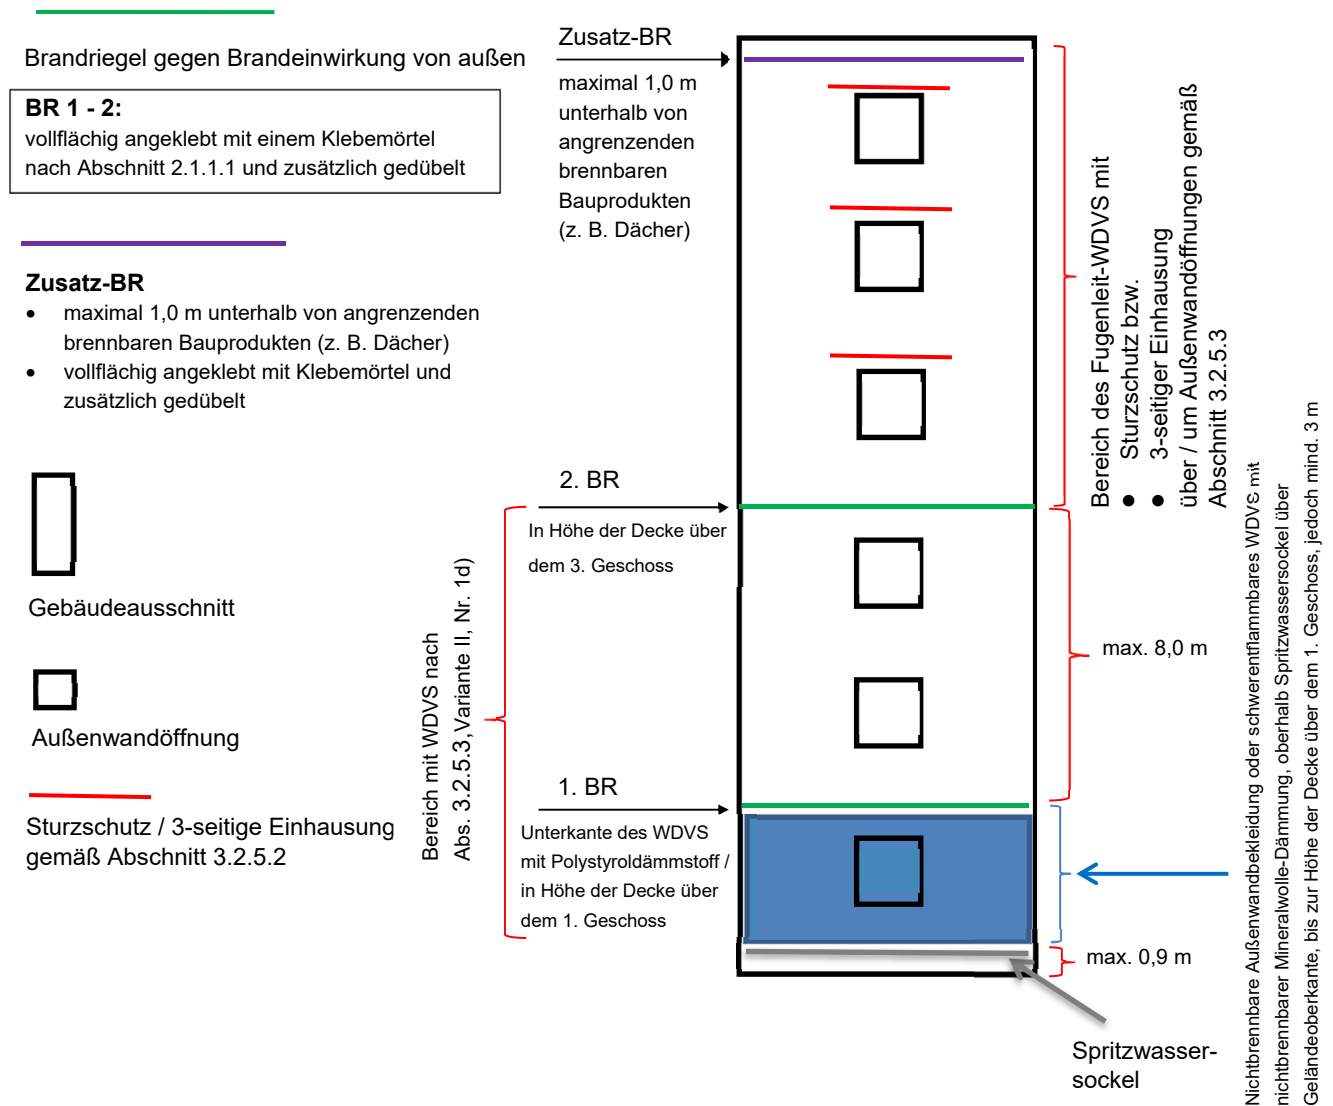 Brandriegel gegen Brandeinwirkung von außen
BR 1 - 2:
vollflächig angeklebt mit einem Klebemörtel
nach Abschnitt 2.1.1.1 und zusätzlich gedübelt
Zusatz-BR
• maximal 1,0 m unterhalb von angrenzenden
brennbaren Bauprodukten (z. B. Dächer)
• vollflächig angeklebt mit Klebemörtel und
zusätzlich gedübelt
Gebäudeausschnitt
Außenwandöffnung
Sturzschutz / 3-seitige Einhausung
gemäß Abschnitt 3.2.5.2
Zusatz-BR
maximal 1,0 m
unterhalb von
angrenzenden
brennbaren
Bauprodukten
(z. B. Dächer)
2. BR
In Höhe der Decke über
dem 3. Geschoss
Bereich mit WDVS nach
Abs. 3.2.5.3,Variante II, Nr. 1d)
1. BR
Unterkante des WDVS
mit Polystyroldämmstoff /
in Höhe der Decke über
dem 1. Geschoss
Bereich des Fugenleit-WDVS mit
• Sturzschutz bzw.
• 3-seitiger Einhausung
über / um Außenwandöffnungen gemäß
Abschnitt 3.2.5.3
max. 8,0 m
max. 0,9 m
Spritzwasser-
sockel
Nichtbrennbare Außenwandbekleidung oder schwerentflammbares WDVS mit
nichtbrennbarer Mineralwolle-Dämmung, oberhalb Spritzwassersockel über
Geländeoberkante, bis zur Höhe der Decke über dem 1. Geschoss, jedoch mind. 3 m